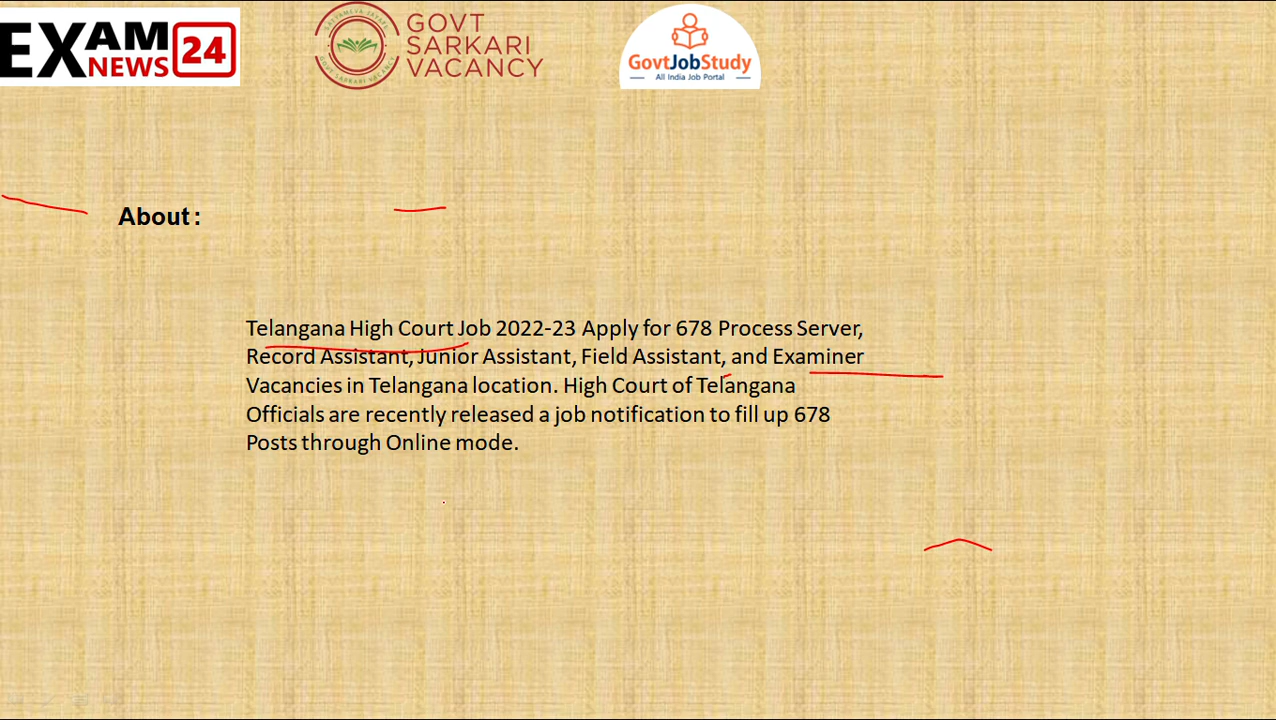 EXAM NEWS 24
GOVT
SARKARI
VACANCY
GovtJobStudy
All India Job Portal
About :
Telangana High Court Job 2022-23 Apply for 678 Process Server,
Record Assistant, Junior Assistant, Field Assistant, and Examiner
Vacancies in Telangana location. High Court of Telangana
Officials are recently released a job notification to fill up 678
Posts through Online mode.